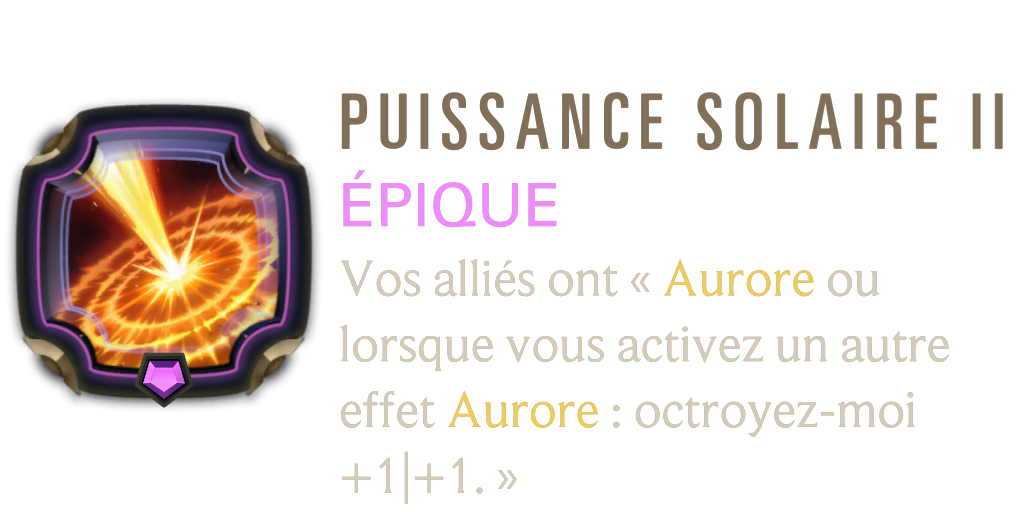 PUISSANCE SOLAIRE II
ÉPIQUE
Vos alliés ont « Aurore ou
lorsque vous activez un autre
effet Aurore : octroyez-moi
+1|+1. »